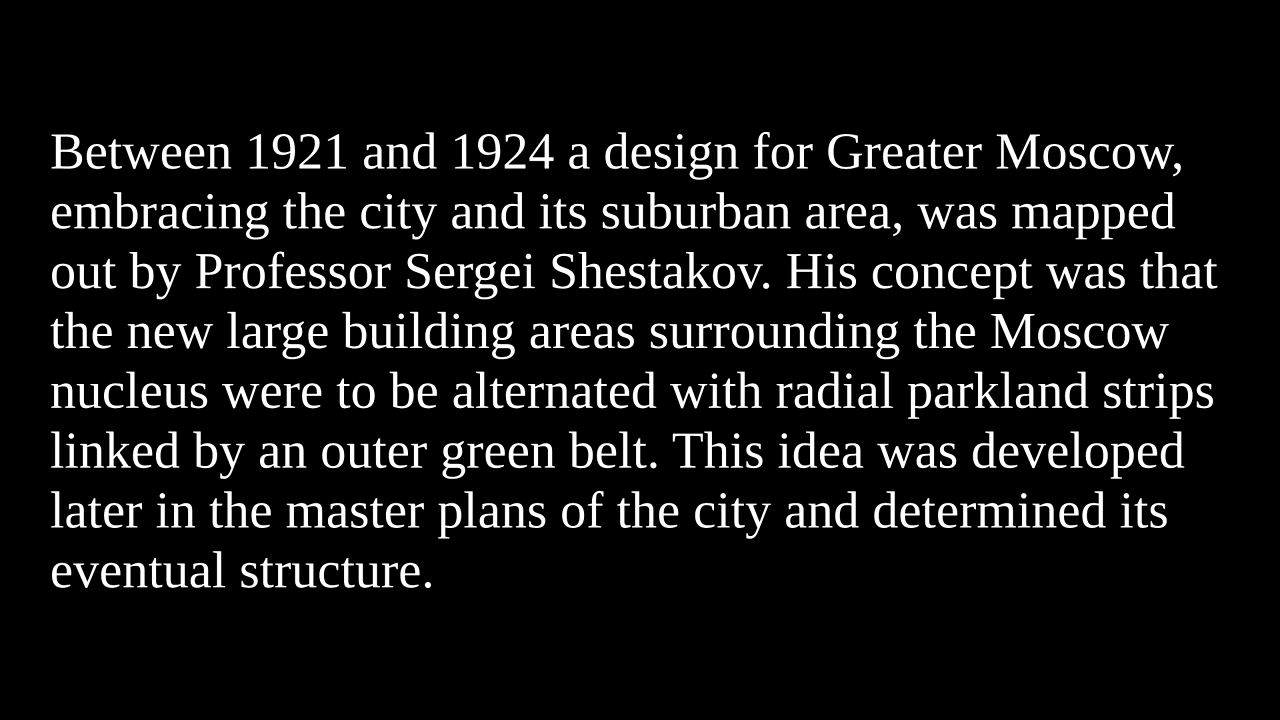 Between 1921 and 1924 a design for Greater Moscow,
embracing the city and its suburban area, was mapped
out by Professor Sergei Shestakov. His concept was that
the new large building areas surrounding the Moscow
nucleus were to be alternated with radial parkland strips
linked by an outer green belt. This idea was developed
later in the master plans of the city and determined its
eventual structure.